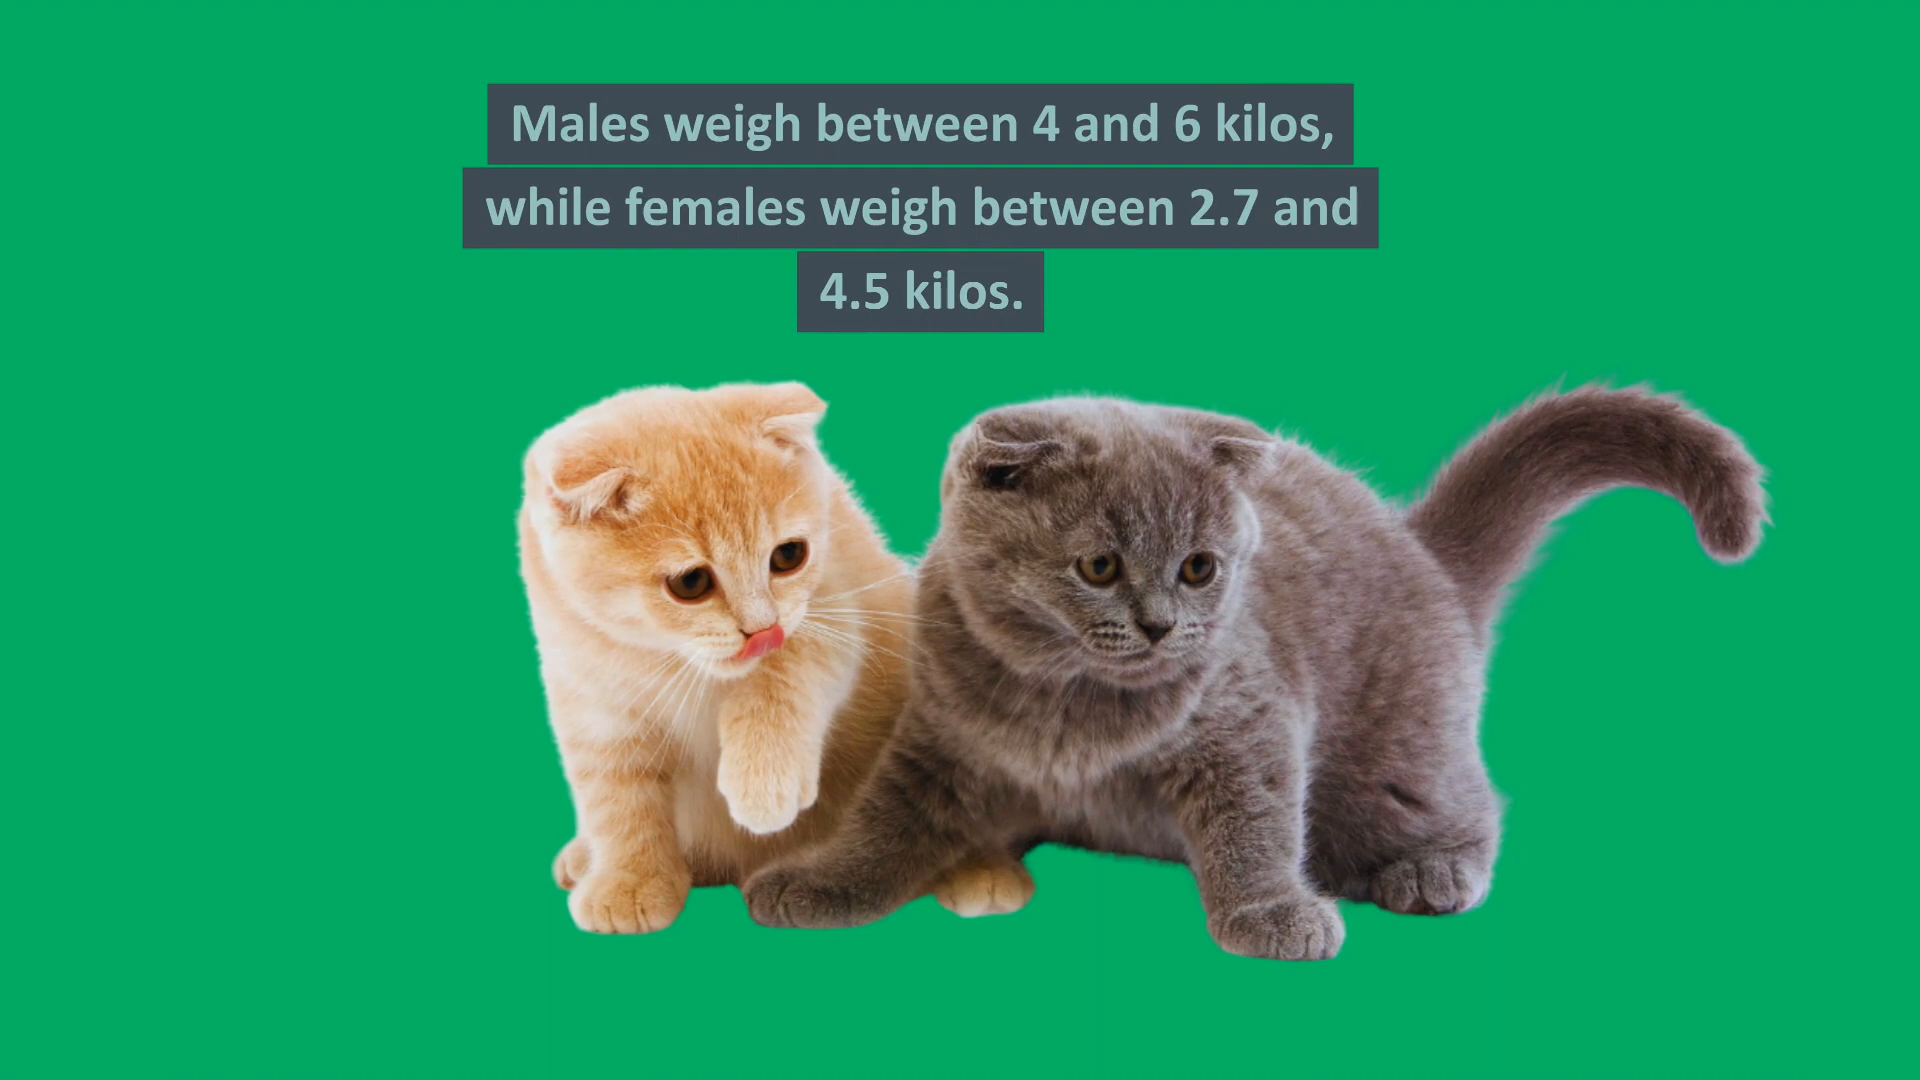 Males weigh between 4 and 6 kilos,
while females weigh between 2.7 and
4.5 kilos.